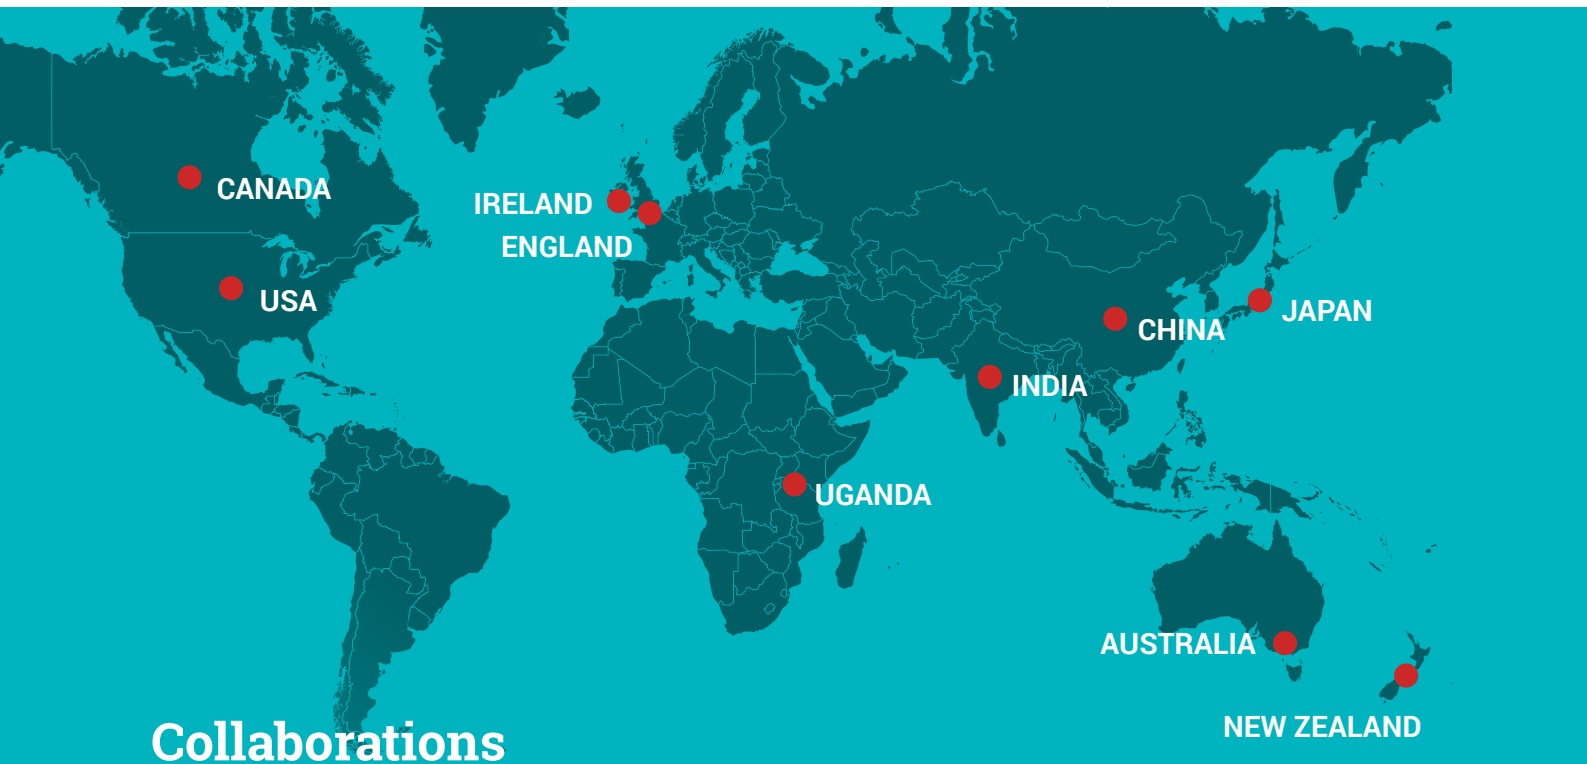 CANADA
IRELAND
ENGLAND
USA
JAPAN
CHINA
INDIA
UGANDA
AUSTRALIA
NEW ZEALAND
Collaborations